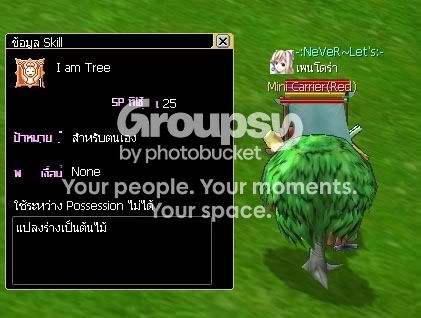 ข้อมูล Skill
I am Tree
SP ที่ใช้ 25
เป้าหมาย สำหรับตนเอง
None
ใช้ระหว่าง Possession ไม่ได้
แปลงร่างเป็นต้นไม้
-:NeVeR~Let's:-
เพนโดร่า
Mini Carrier(Red)
Groupsy
by photobucket
Your people. Your moments.
Your space.